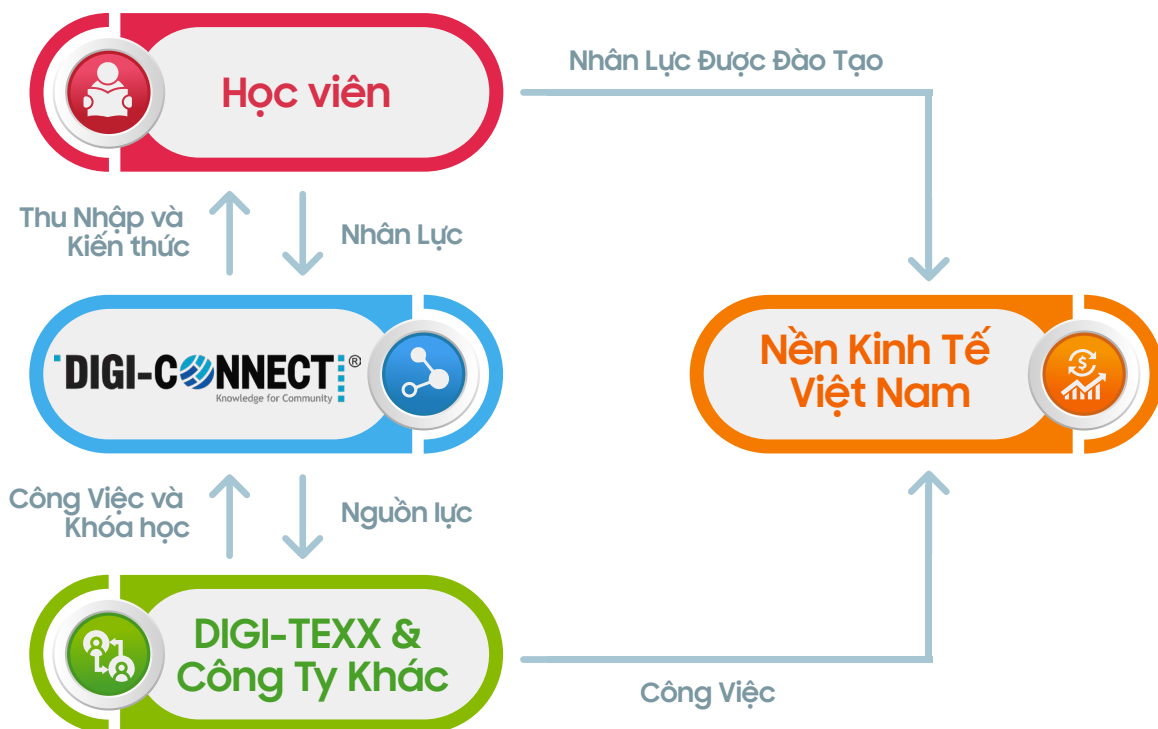 Học viên
Nhân Lực Được Đào Tạo
Thu Nhập và
Kiến thức
Nhân Lực
DIGI-CONNECT®
Knowledge for Community
Nền Kinh Tế
Việt Nam
Công Việc và
Khóa học
Nguồn lực
DIGI-TEXX &
Công Ty Khác
Công Việc